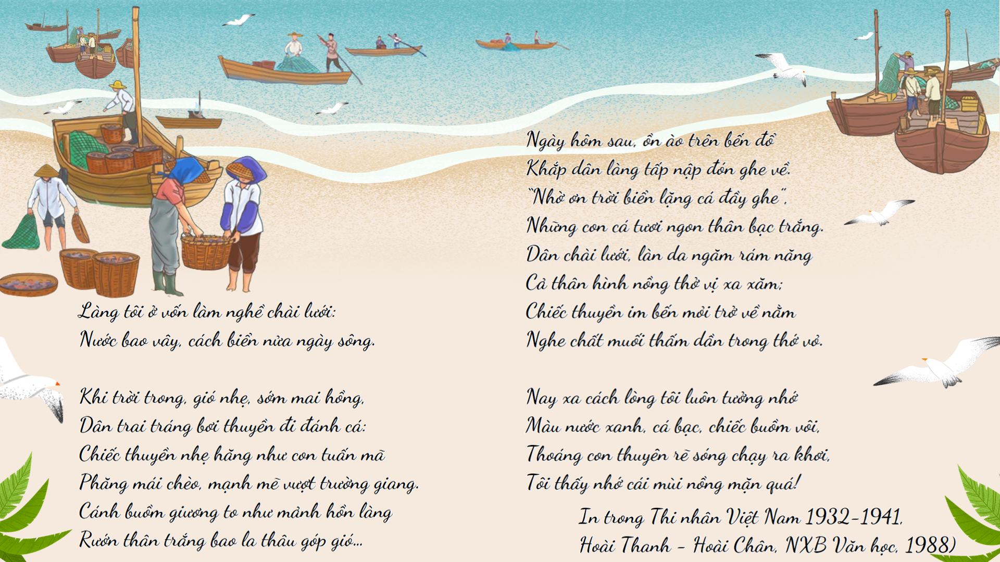 Làng tôi ở vốn làm nghề chài lưới:
Nước bao vây, cách biển nửa ngày sông.
Khi trời trong, gió nhẹ, sớm mai hồng,
Dân trai tráng bơi thuyền đi đánh cá:
Chiếc thuyền nhẹ hăng như con tuấn mã
Phăng mái chèo, mạnh mẽ vượt trường giang.
Cánh buồm giương to như mảnh hồn làng
Rướn thân trắng bao la thâu góp gió...
Ngày hôm sau, ồn ào trên bến đỗ
Khắp dân làng tấp nập đón ghe về.
“Nhờ ơn trời biển lặng cá đầy ghe”,
Những con cá tươi ngon thân bạc trắng.
Dân chài lưới, làn da ngăm rám nắng
Cả thân hình nồng thở vị xa xăm;
Chiếc thuyền im bến mỏi trở về nằm
Nghe chất muối thấm dần trong thớ vỏ.
Nay xa cách lòng tôi luôn tưởng nhớ
Màu nước xanh, cá bạc, chiếc buồm vôi,
Thoáng con thuyền rẽ sóng chạy ra khơi,
Tôi thấy nhớ cái mùi nồng mặn quá!
In trong Thi nhân Việt Nam 1932-1941,
Hoài Thanh - Hoài Chân, NXB Văn học, 1988)